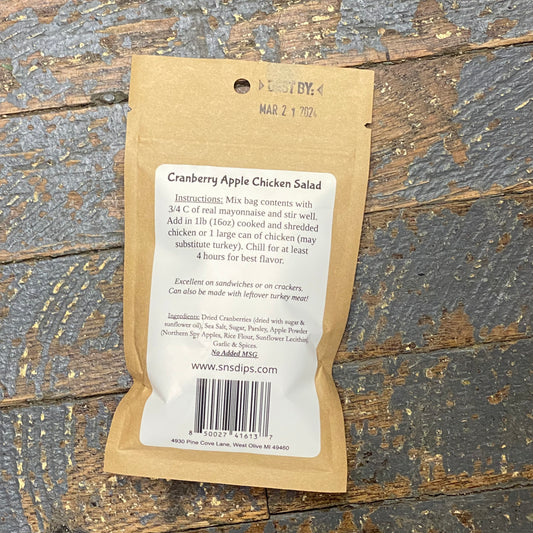 BEST BY:
MAR 21 2024
Cranberry Apple Chicken Salad
Instructions: Mix bag contents with
3/4 C of real mayonnaise and stir well.
Add in 1lb (16oz) cooked and shredded
chicken or 1 large can of chicken (may
substitute turkey). Chill for at least
4 hours for best flavor.
Excellent on sandwiches or on crackers.
Can also be made with leftover turkey meat!
Ingredients: Dried Cranberries (dried with sugar &
sunflower oil), Sea Salt, Sugar, Parsley, Apple Powder
(Northern Spy Apples, Rice Flour, Sunflower Lecithin),
Garlic & Spices.
No Added MSG
www.snsdips.com
8 50027 41613 7
4930 Pine Cove Lane, West Olive MI 49460